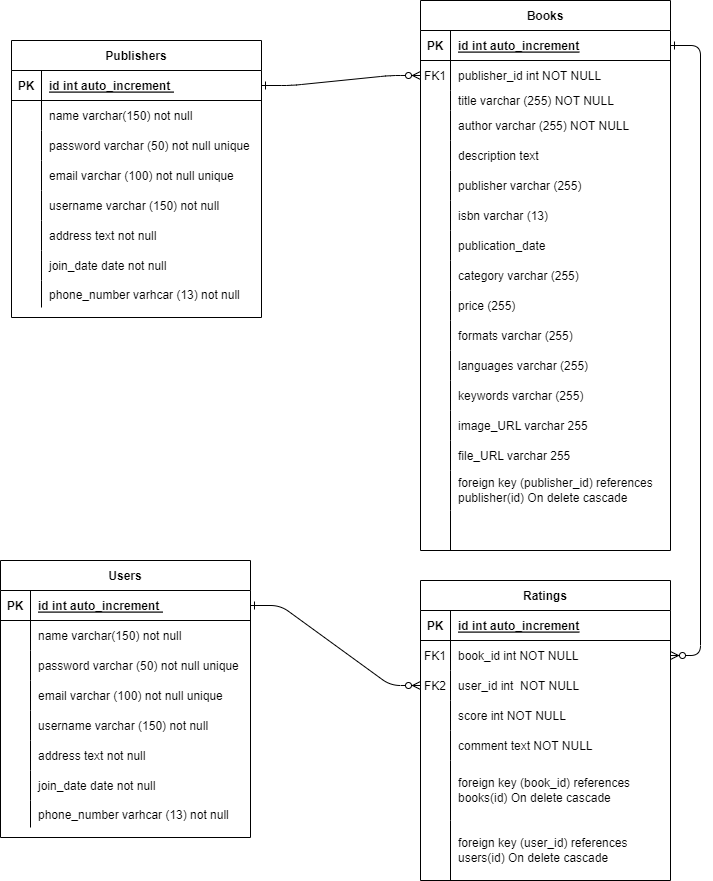 Publishers
PK id int auto_increment
name varchar(150) not null
password varchar (50) not null unique
email varchar (100) not null unique
username varchar (150) not null
address text not null
join_date date not null
phone_number varhcar (13) not null
Books
PK id int auto_increment
FK1 publisher_id int NOT NULL
title varchar (255) NOT NULL
author varchar (255) NOT NULL
description text
publisher varchar (255)
isbn varchar (13)
publication_date
category varchar (255)
price (255)
formats varchar (255)
languages varchar (255)
keywords varchar (255)
image_URL varchar 255
file_URL varchar 255
foreign key (publisher_id) references
publisher(id) On delete cascade
Users
PK id int auto_increment
name varchar(150) not null
password varchar (50) not null unique
email varchar (100) not null unique
username varchar (150) not null
address text not null
join_date date not null
phone_number varhcar (13) not null
Ratings
PK id int auto_increment
FK1 book_id int NOT NULL
FK2 user_id int  NOT NULL
score int NOT NULL
comment text NOT NULL
foreign key (book_id) references
books(id) On delete cascade
foreign key (user_id) references
users(id) On delete cascade